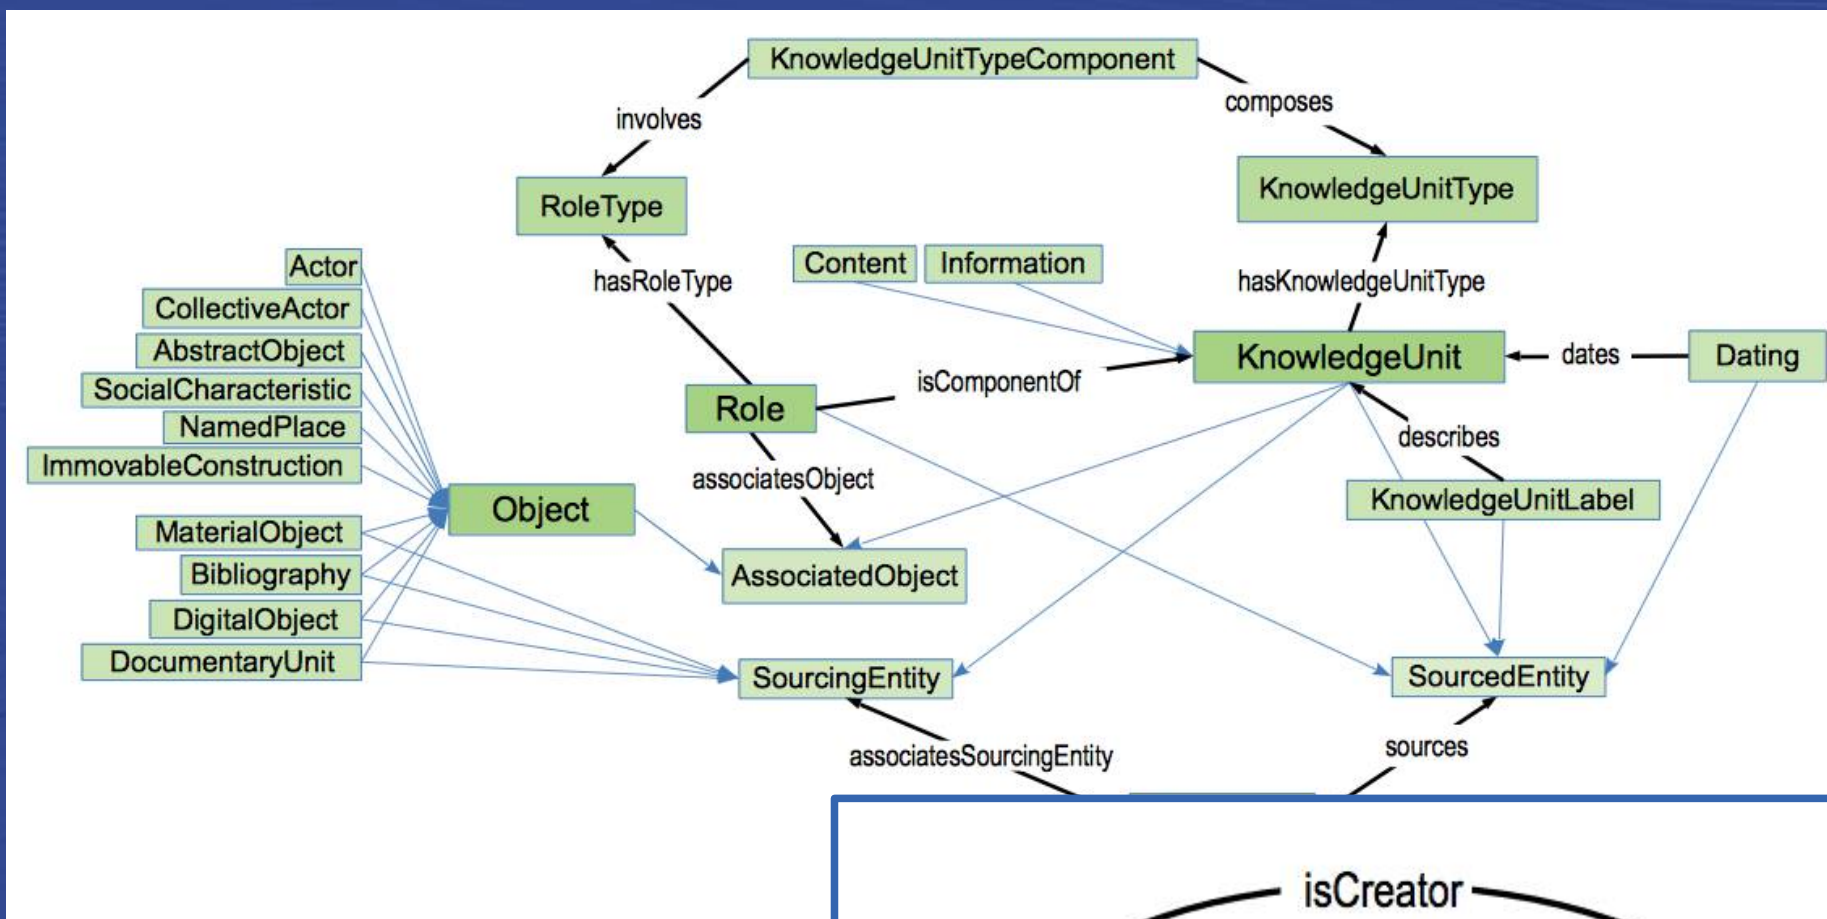 KnowledgeUnitTypeComponent
composes
involves
KnowledgeUnitType
RoleType
Actor
Content
Information
hasRoleType
hasKnowledgeUnitType
CollectiveActor
AbstractObject
KnowledgeUnit
dates
Dating
SocialCharacteristic
isComponentOf
Role
NamedPlace
describes
ImmovableConstruction
associatesObject
KnowledgeUnitLabel
Object
MaterialObject
Bibliography
AssociatedObject
DigitalObject
DocumentaryUnit
SourcingEntity
SourcedEntity
associatesSourcingEntity
sources
isCreator